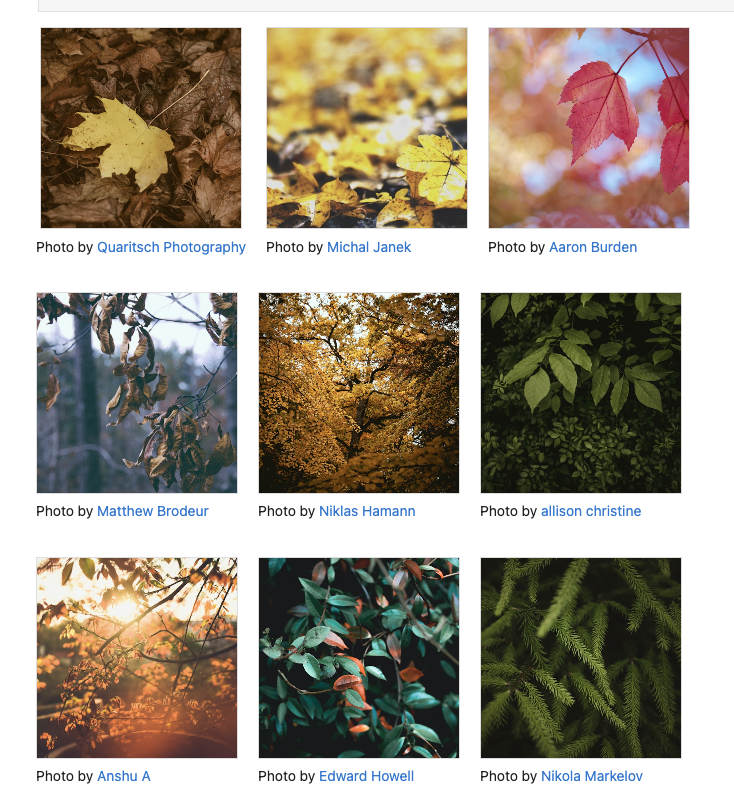 Photo by Quaritsch Photography
Photo by Michal Janek
Photo by Aaron Burden
Photo by Matthew Brodeur
Photo by Niklas Hamann
Photo by allison christine
Photo by Anshu A
Photo by Edward Howell
Photo by Nikola Markelov